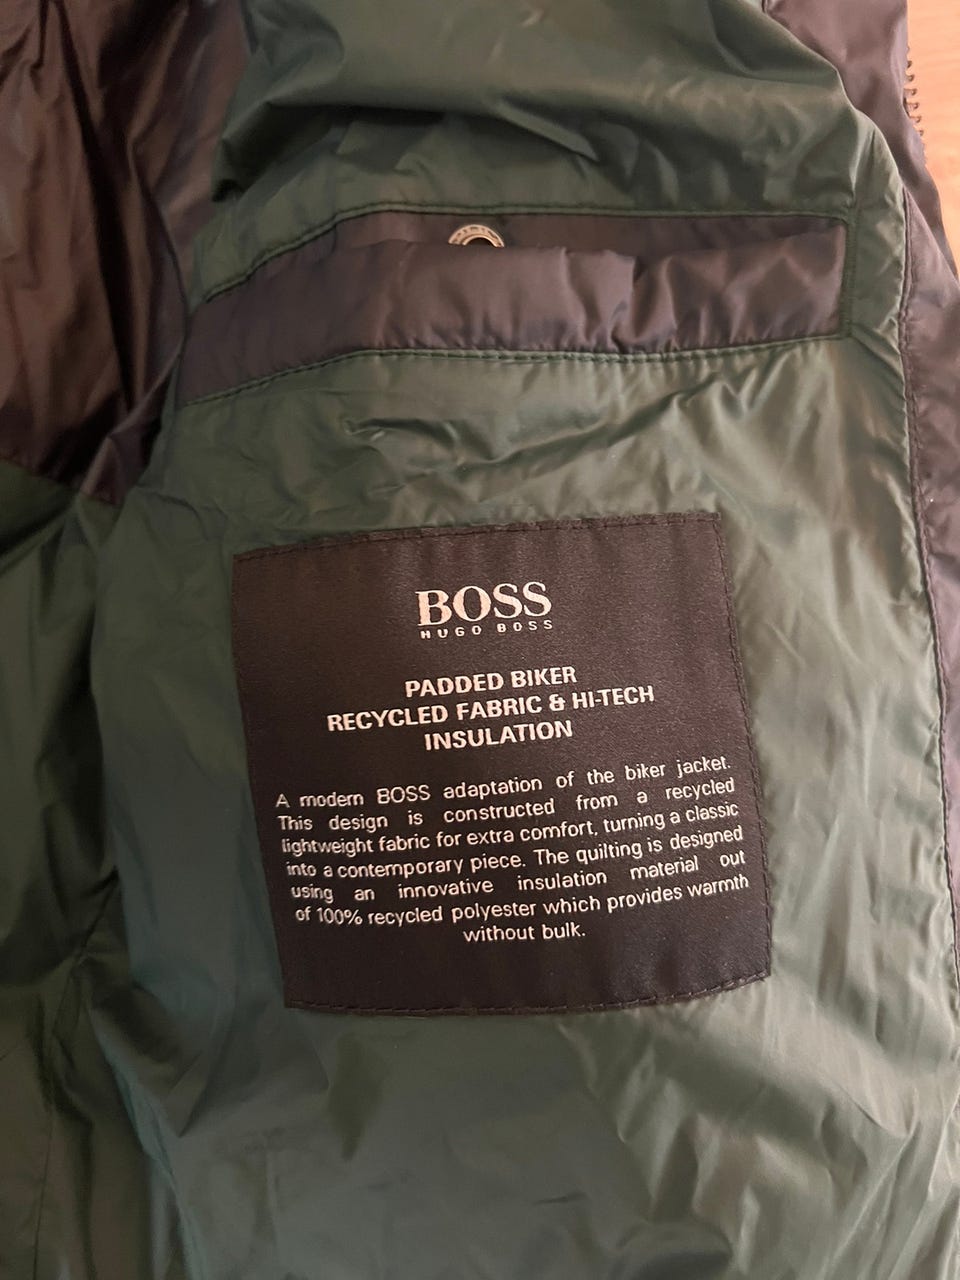 BOSS
HUGO BOSS
PADDED BIKER
RECYCLED FABRIC & HI-TECH
INSULATION
A modern BOSS adaptation of the biker jacket.
This design is constructed from a recycled
lightweight fabric for extra comfort, turning a classic
into a contemporary piece. The quilting is designed
using an innovative insulation material out
of 100% recycled polyester which provides warmth
without bulk.